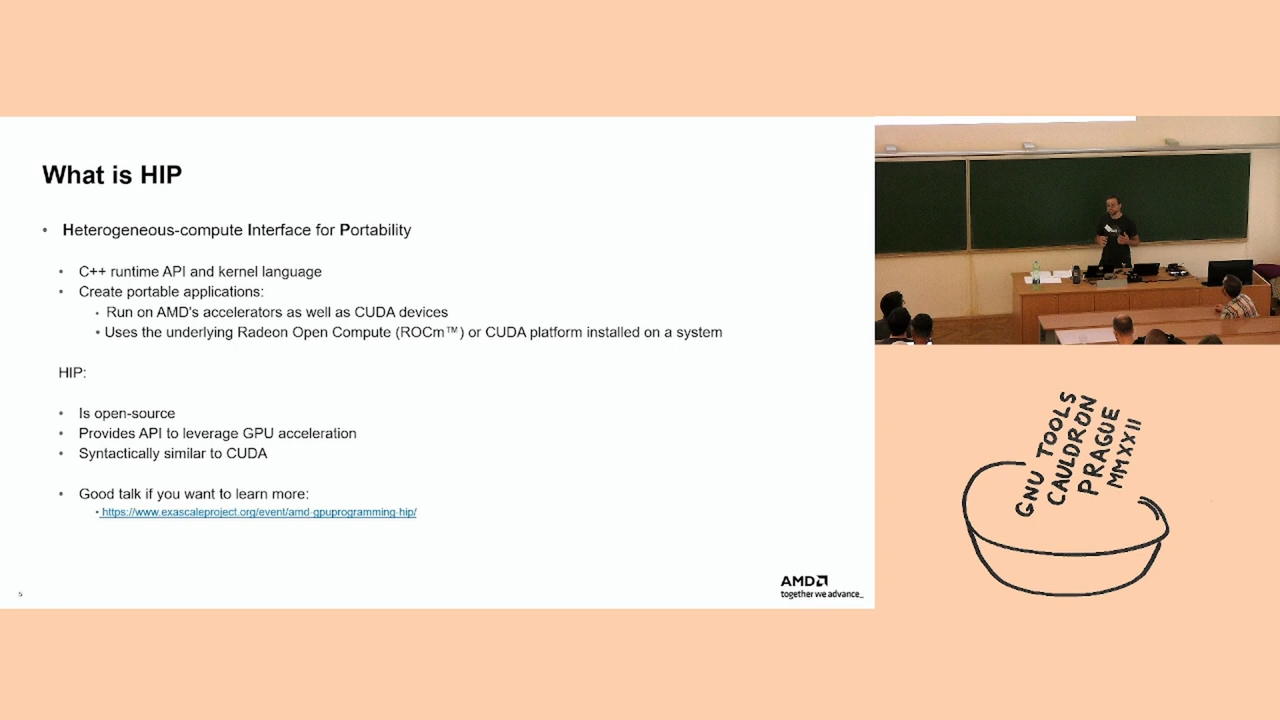 What is HIP
• Heterogeneous-compute Interface for Portability
• C++ runtime API and kernel language
• Create portable applications:
• Run on AMD's accelerators as well as CUDA devices
• Uses the underlying Radeon Open Compute (ROCm™) or CUDA platform installed on a system
HIP:
• Is open-source
• Provides API to leverage GPU acceleration
• Syntactically similar to CUDA
• Good talk if you want to learn more:
• https://www.exascaleproject.org/event/amd-gpuprogramming-hip/
5
AMD
together we advance_
GNU TOOLS
CAULDRON
PRAGUE
MMXXII